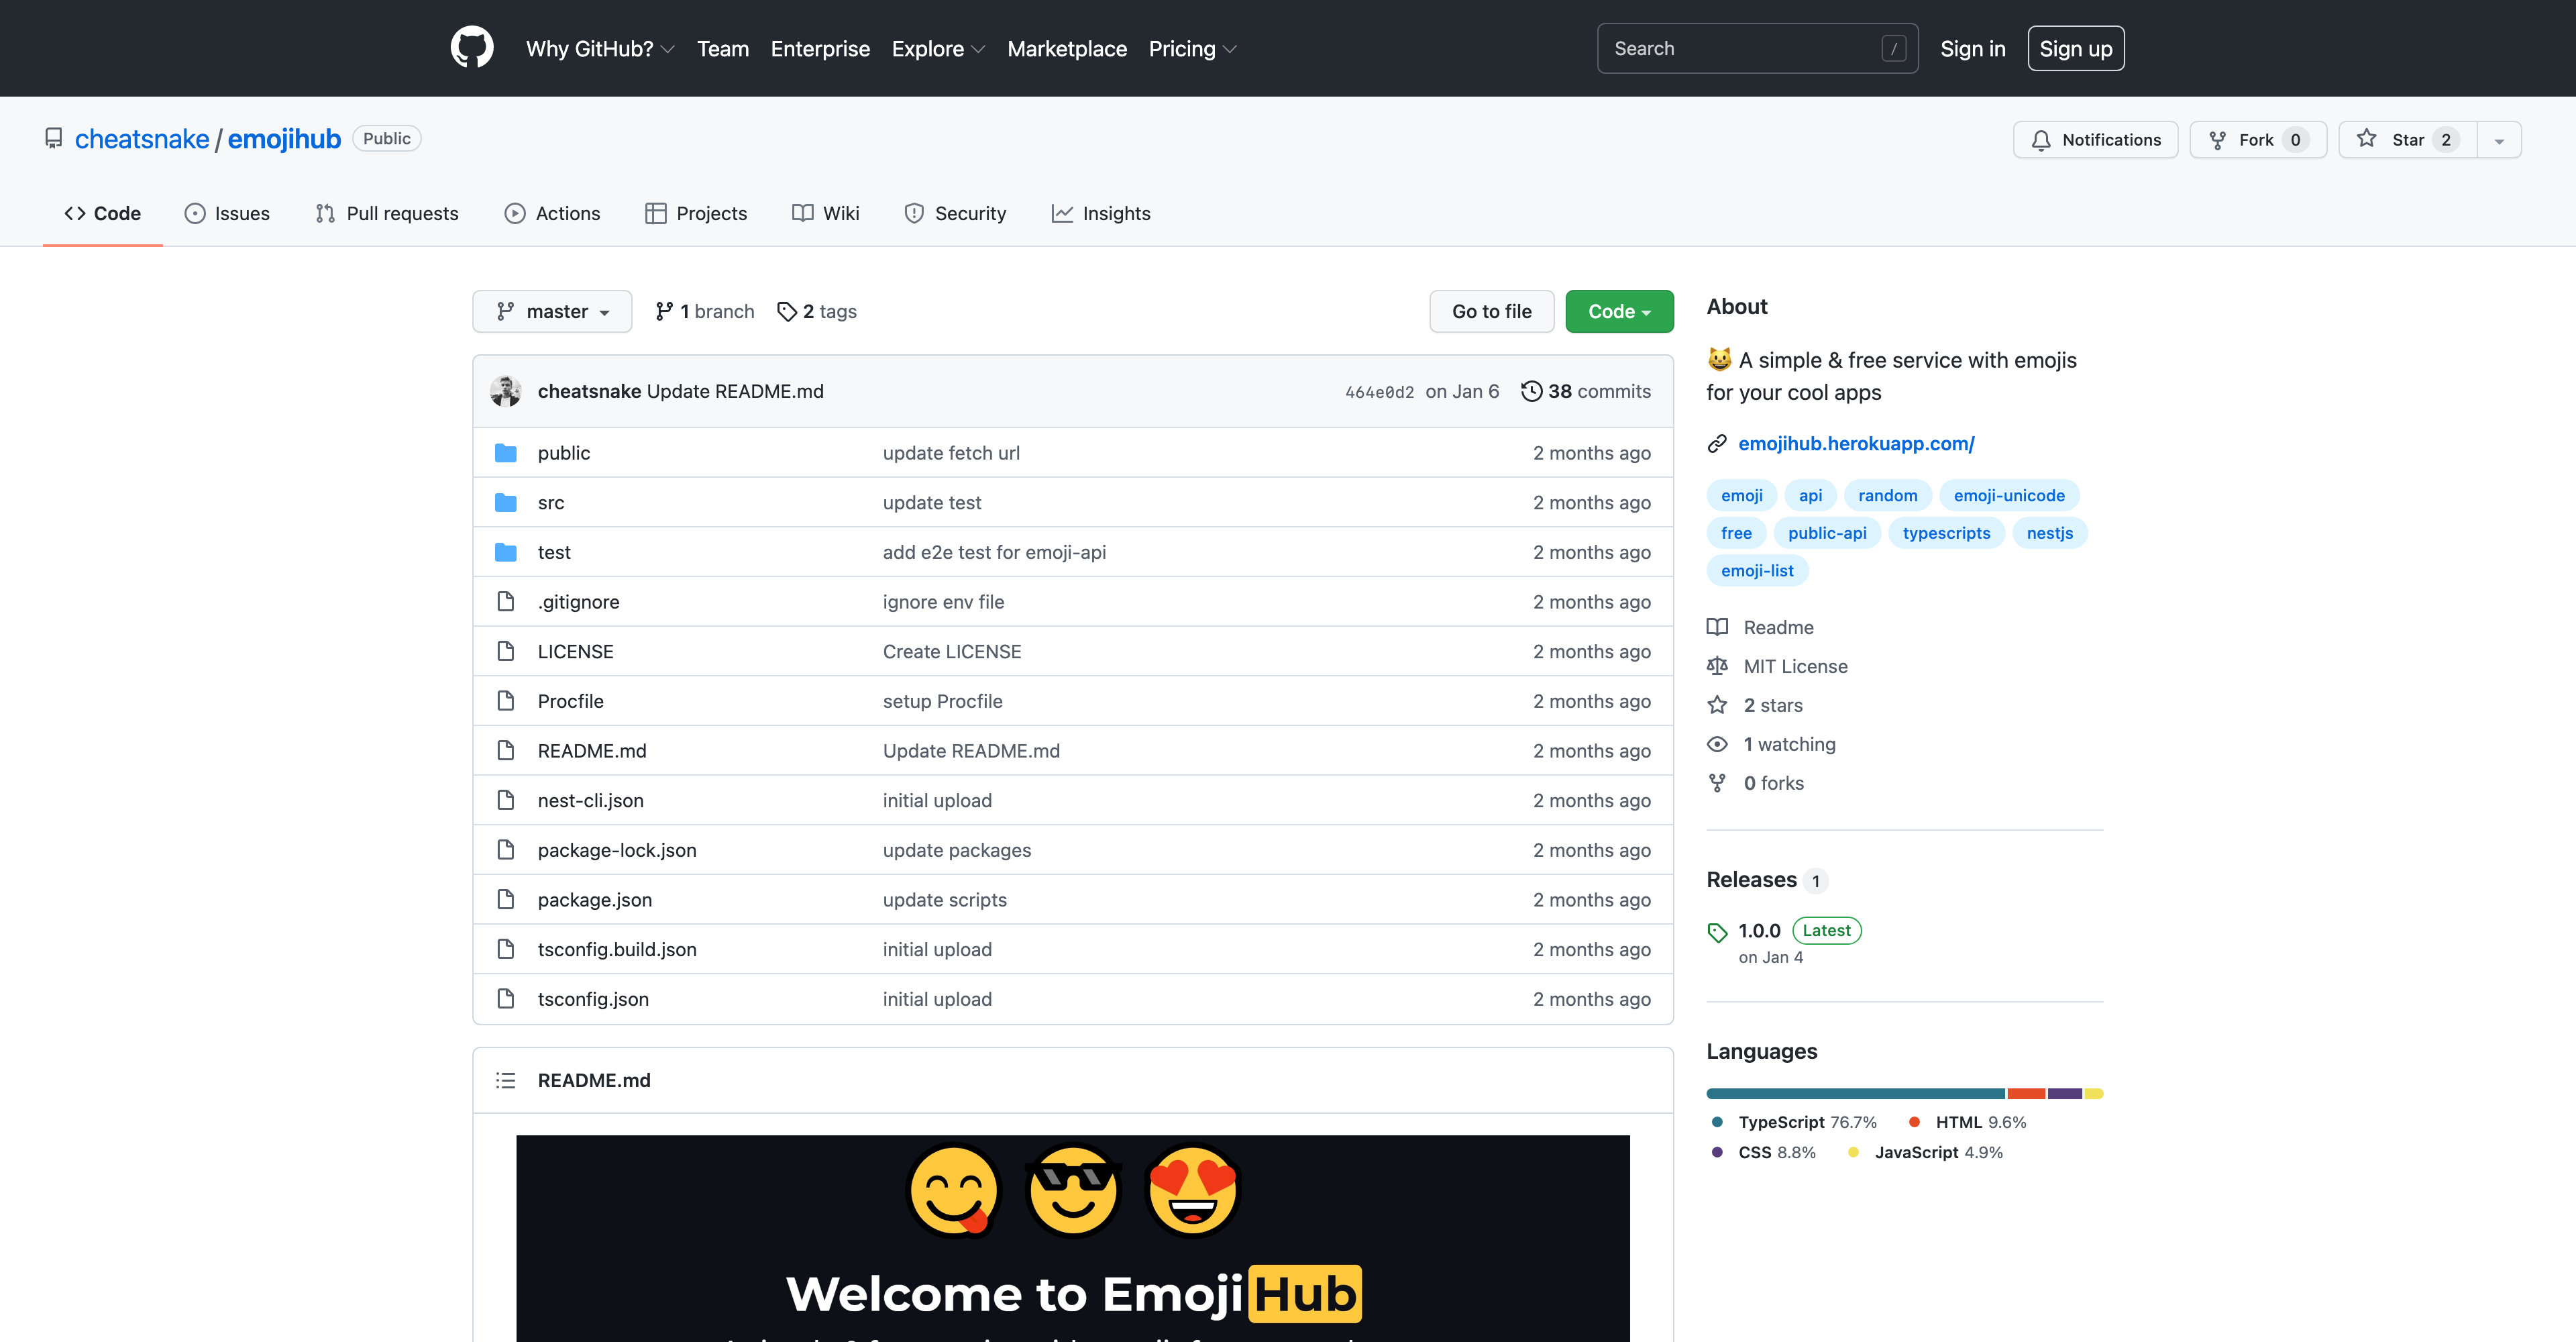 Why GitHub? Team Enterprise Explore Marketplace Pricing Search / Sign in Sign up
cheatsnake / emojihub Public Notifications Fork 0 Star 2
Code Issues Pull requests Actions Projects Wiki Security Insights
master 1 branch 2 tags Go to file Code
cheatsnake Update README.md 464e0d2 on Jan 6 38 commits
public update fetch url 2 months ago
src update test 2 months ago
test add e2e test for emoji-api 2 months ago
.gitignore ignore env file 2 months ago
LICENSE Create LICENSE 2 months ago
Procfile setup Procfile 2 months ago
README.md Update README.md 2 months ago
nest-cli.json initial upload 2 months ago
package-lock.json update packages 2 months ago
package.json update scripts 2 months ago
tsconfig.build.json initial upload 2 months ago
tsconfig.json initial upload 2 months ago
README.md
Welcome to EmojiHub
About
😺 A simple & free service with emojis
for your cool apps
emojihub.herokuapp.com/
emoji api random emoji-unicode
free public-api typescripts nestjs
emoji-list
Readme
MIT License
2 stars
1 watching
0 forks
Releases 1
1.0.0 Latest
on Jan 4
Languages
TypeScript 76.7% HTML 9.6%
CSS 8.8% JavaScript 4.9%